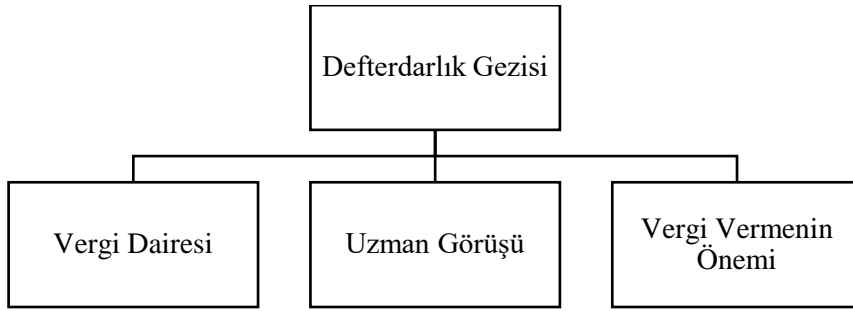 Defterdarlık Gezisi
Vergi Dairesi
Uzman Görüşü
Vergi Vermenin
Önemi